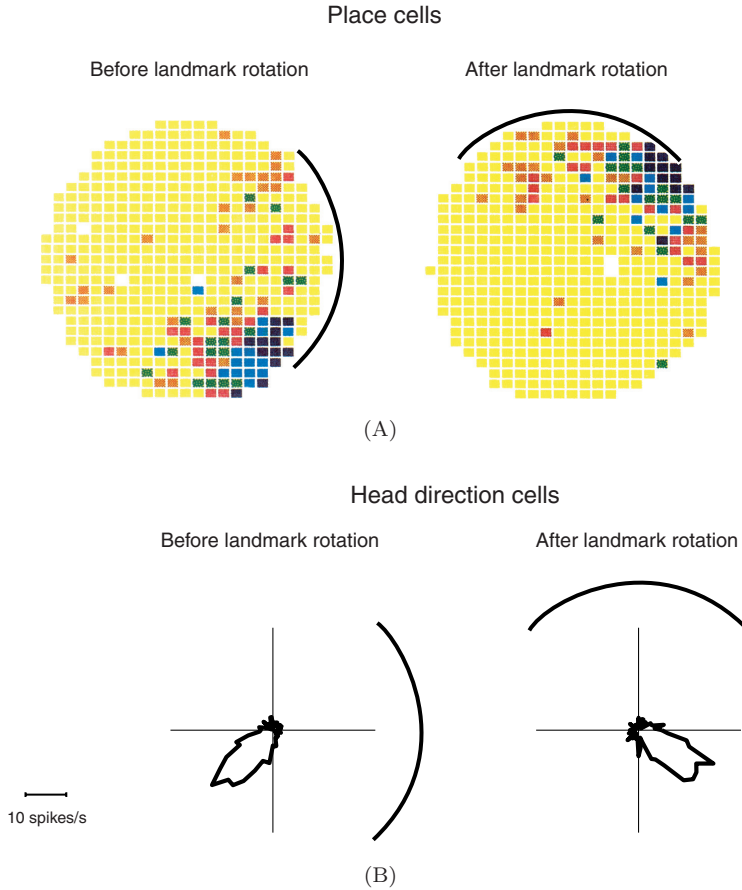 Place cells
Before landmark rotation
After landmark rotation
(A)
Head direction cells
Before landmark rotation
After landmark rotation
10 spikes/s
(B)